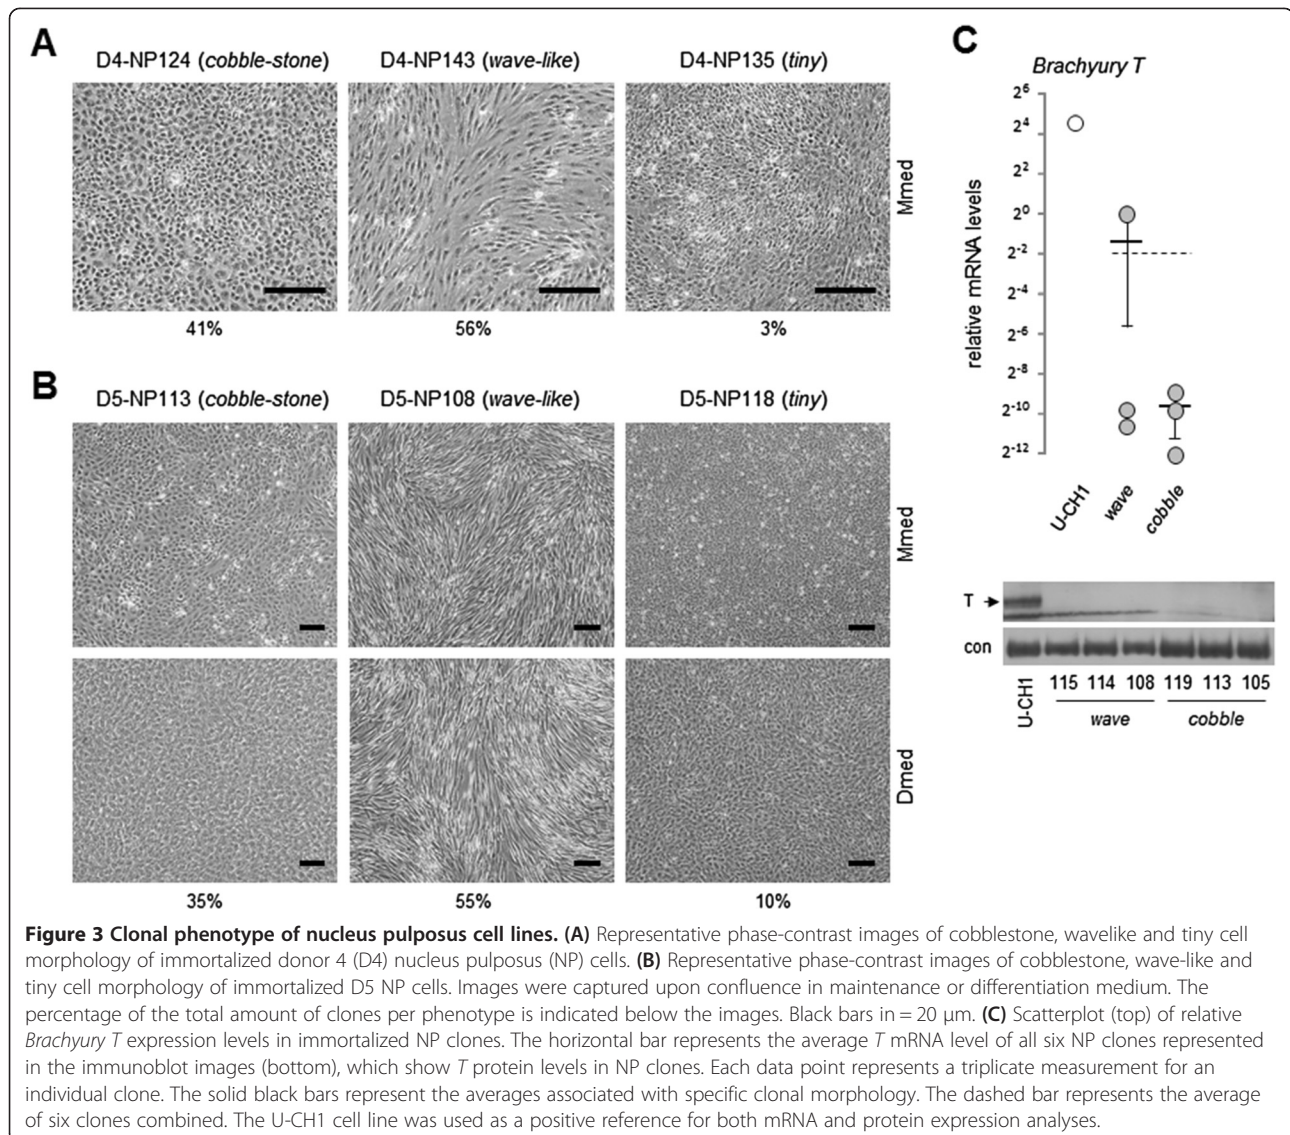 A
D4-NP124 (cobble-stone) D4-NP143 (wave-like) D4-NP135 (tiny)
Mmed
41% 56% 3%
B
D5-NP113 (cobble-stone) D5-NP108 (wave-like) D5-NP118 (tiny)
Mmed
Dmed
35% 55% 10%
C
Brachyury T
relative mRNA levels
2^6
2^4
2^2
2^0
2^-2
2^-4
2^-6
2^-8
2^-10
2^-12
U-CH1 wave cobble
T
con
U-CH1 115 114 108 119 113 105
wave cobble
Figure 3 Clonal phenotype of nucleus pulposus cell lines. (A) Representative phase-contrast images of cobblestone, wavelike and tiny cell
morphology of immortalized donor 4 (D4) nucleus pulposus (NP) cells. (B) Representative phase-contrast images of cobblestone, wave-like and
tiny cell morphology of immortalized D5 NP cells. Images were captured upon confluence in maintenance or differentiation medium. The
percentage of the total amount of clones per phenotype is indicated below the images. Black bars in = 20 μm. (C) Scatterplot (top) of relative
Brachyury T expression levels in immortalized NP clones. The horizontal bar represents the average T mRNA level of all six NP clones represented
in the immunoblot images (bottom), which show T protein levels in NP clones. Each data point represents a triplicate measurement for an
individual clone. The solid black bars represent the averages associated with specific clonal morphology. The dashed bar represents the average
of six clones combined. The U-CH1 cell line was used as a positive reference for both mRNA and protein expression analyses.